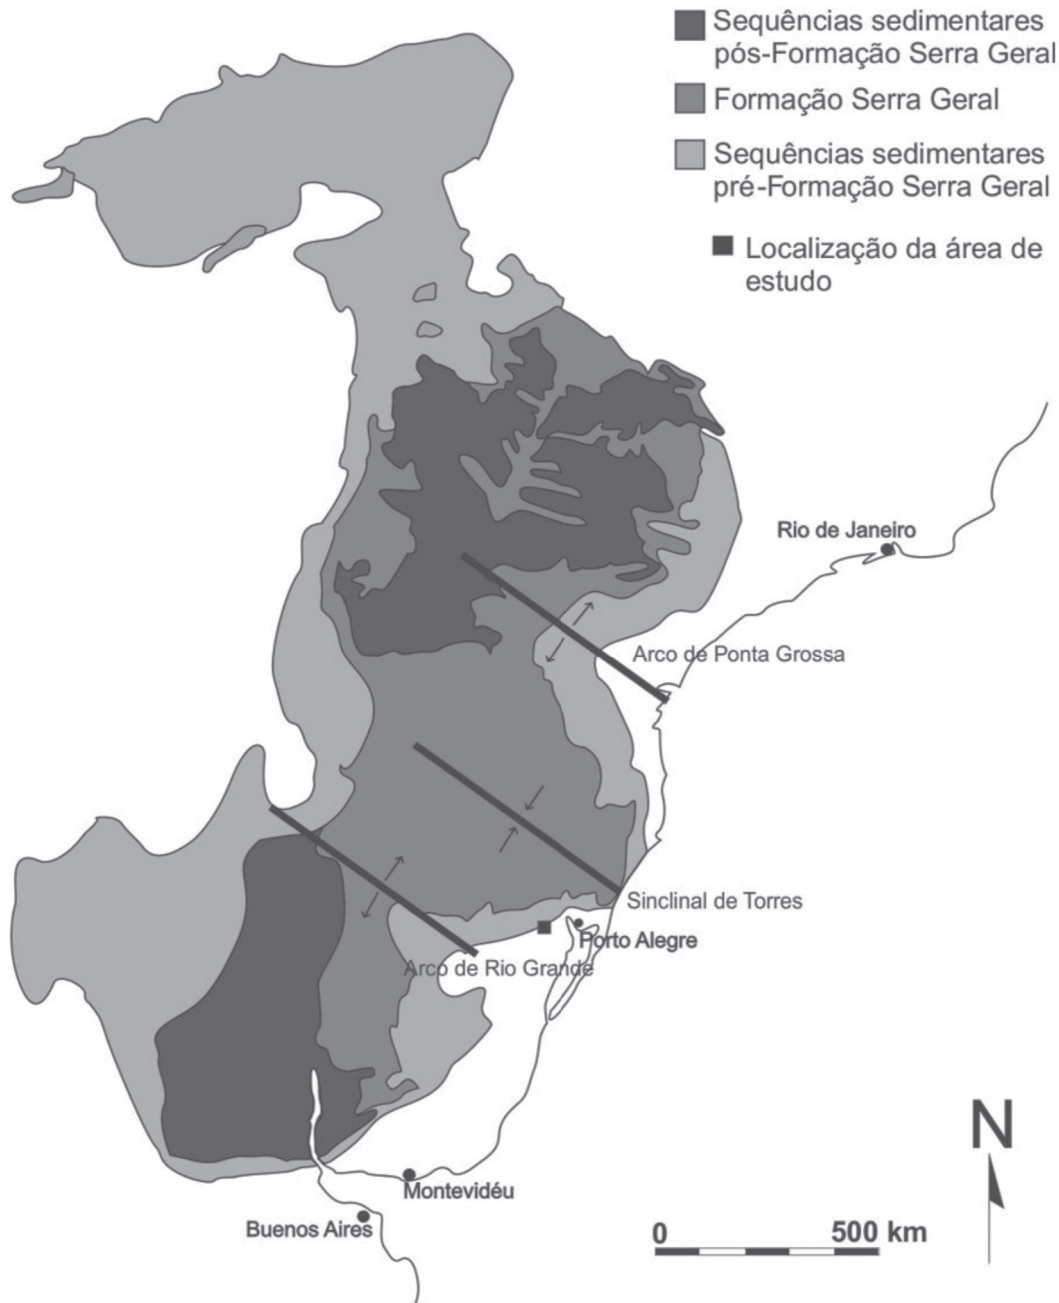 Sequências sedimentares
pós-Formação Serra Geral
Formação Serra Geral
Sequências sedimentares
pré-Formação Serra Geral
Localização da área de
estudo
Rio de Janeiro
Arco de Ponta Grossa
Sinclinal de Torres
Porto Alegre
Arco de Rio Grande
N
Montevidéu
Buenos Aires
0 500 km